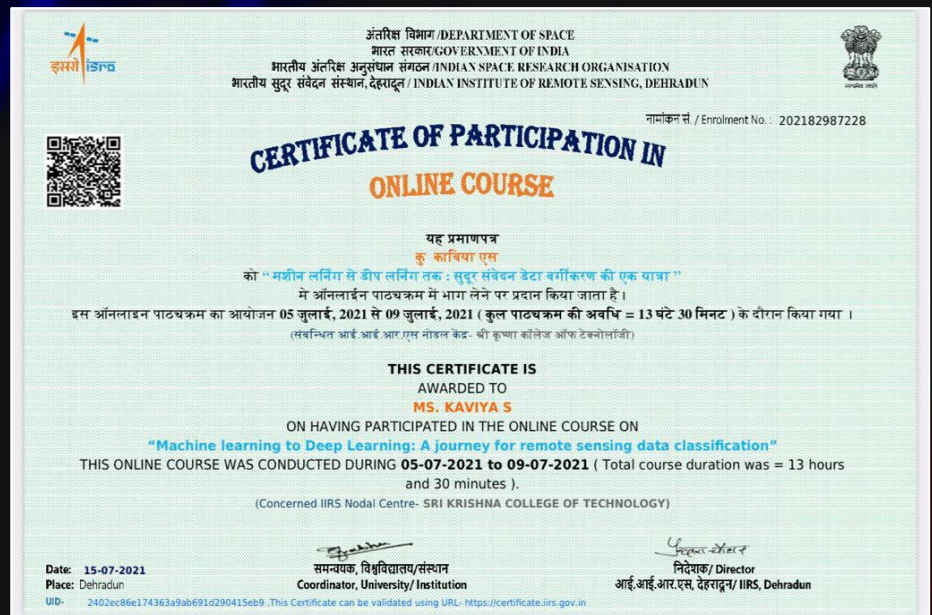 अंतरिक्ष विभाग /DEPARTMENT OF SPACE
भारत सरकार/GOVERNMENT OF INDIA
भारतीय अंतरिक्ष अनुसंधान संगठन /INDIAN SPACE RESEARCH ORGANISATION
भारतीय सुदूर संवेदन संस्थान, देहरादून / INDIAN INSTITUTE OF REMOTE SENSING, DEHRADUN
इसरो isro
नामांकन सं. / Enrolment No. : 202182987228
CERTIFICATE OF PARTICIPATION IN
ONLINE COURSE
यह प्रमाणपत्र
कु काविया एस
को “मशीन लर्निंग से डीप लर्निंग तक : सुदूर संवेदन डेटा वर्गीकरण की एक यात्रा ”
मे ऑनलाईन पाठ्यक्रम में भाग लेने पर प्रदान किया जाता है।
इस ऑनलाइन पाठ्यक्रम का आयोजन 05 जुलाई, 2021 से 09 जुलाई, 2021 ( कुल पाठ्यक्रम की अवधि = 13 घंटे 30 मिनट ) के दौरान किया गया ।
(संबन्धित आई.आई.आर.एस नोडल केंद्र- श्री कृष्णा कॉलेज ऑफ टेक्नोलॉजी)
THIS CERTIFICATE IS
AWARDED TO
MS. KAVIYA S
ON HAVING PARTICIPATED IN THE ONLINE COURSE ON
“Machine learning to Deep Learning: A journey for remote sensing data classification”
THIS ONLINE COURSE WAS CONDUCTED DURING 05-07-2021 to 09-07-2021 ( Total course duration was = 13 hours
and 30 minutes ).
(Concerned IIRS Nodal Centre- SRI KRISHNA COLLEGE OF TECHNOLOGY)
Date: 15-07-2021
Place: Dehradun
समन्वयक, विश्वविद्यालय/संस्थान
Coordinator, University/ Institution
निदेशक/ Director
आई.आई.आर.एस, देहरादून/ IIRS, Dehradun
UID- 2402ec86e174363a9ab691d290415eb9 .This Certificate can be validated using URL- https://certificate.iirs.gov.in